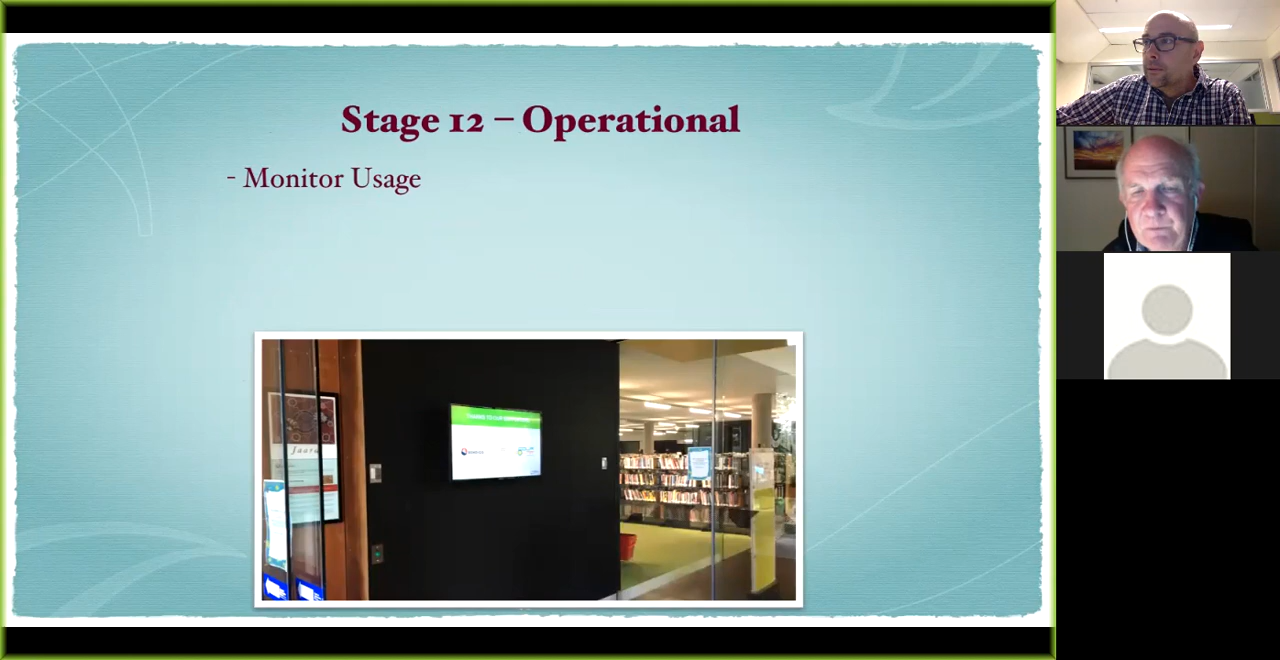 Stage 12 – Operational
- Monitor Usage